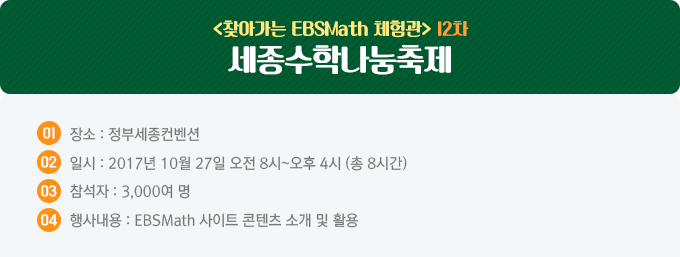 <찾아가는 EBSMath 체험관> 12차
세종수학나눔축제
01 장소 : 정부세종컨벤션
02 일시 : 2017년 10월 27일 오전 8시~오후 4시 (총 8시간)
03 참석자 : 3,000여 명
04 행사내용 : EBSMath 사이트 콘텐츠 소개 및 활용